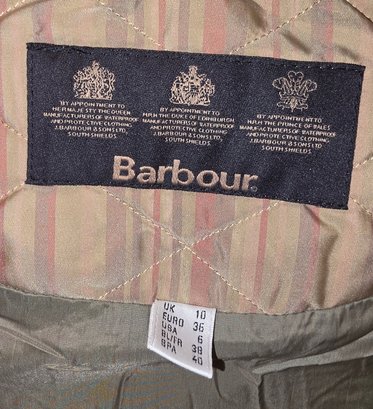 BY APPOINTMENT TO
HER MAJESTY THE QUEEN
MANUFACTURERS OF WATERPROOF
AND PROTECTIVE CLOTHING
J.BARBOUR & SONS LTD.
SOUTH SHIELDS
BY APPOINTMENT TO
H.R.H. THE DUKE OF EDINBURGH
MANUFACTURERS OF WATERPROOF
AND PROTECTIVE CLOTHING
J.BARBOUR & SONS LTD.
SOUTH SHIELDS.
BY APPOINTMENT TO
H.R.H. THE PRINCE OF WALES
MANUFACTURERS OF WATERPROOF
AND PROTECTIVE CLOTHING
J.BARBOUR & SONS LTD.
SOUTH SHIELDS.
Barbour
UK 10
EURO 36
USA 6
BL/FR 38
SPA 40